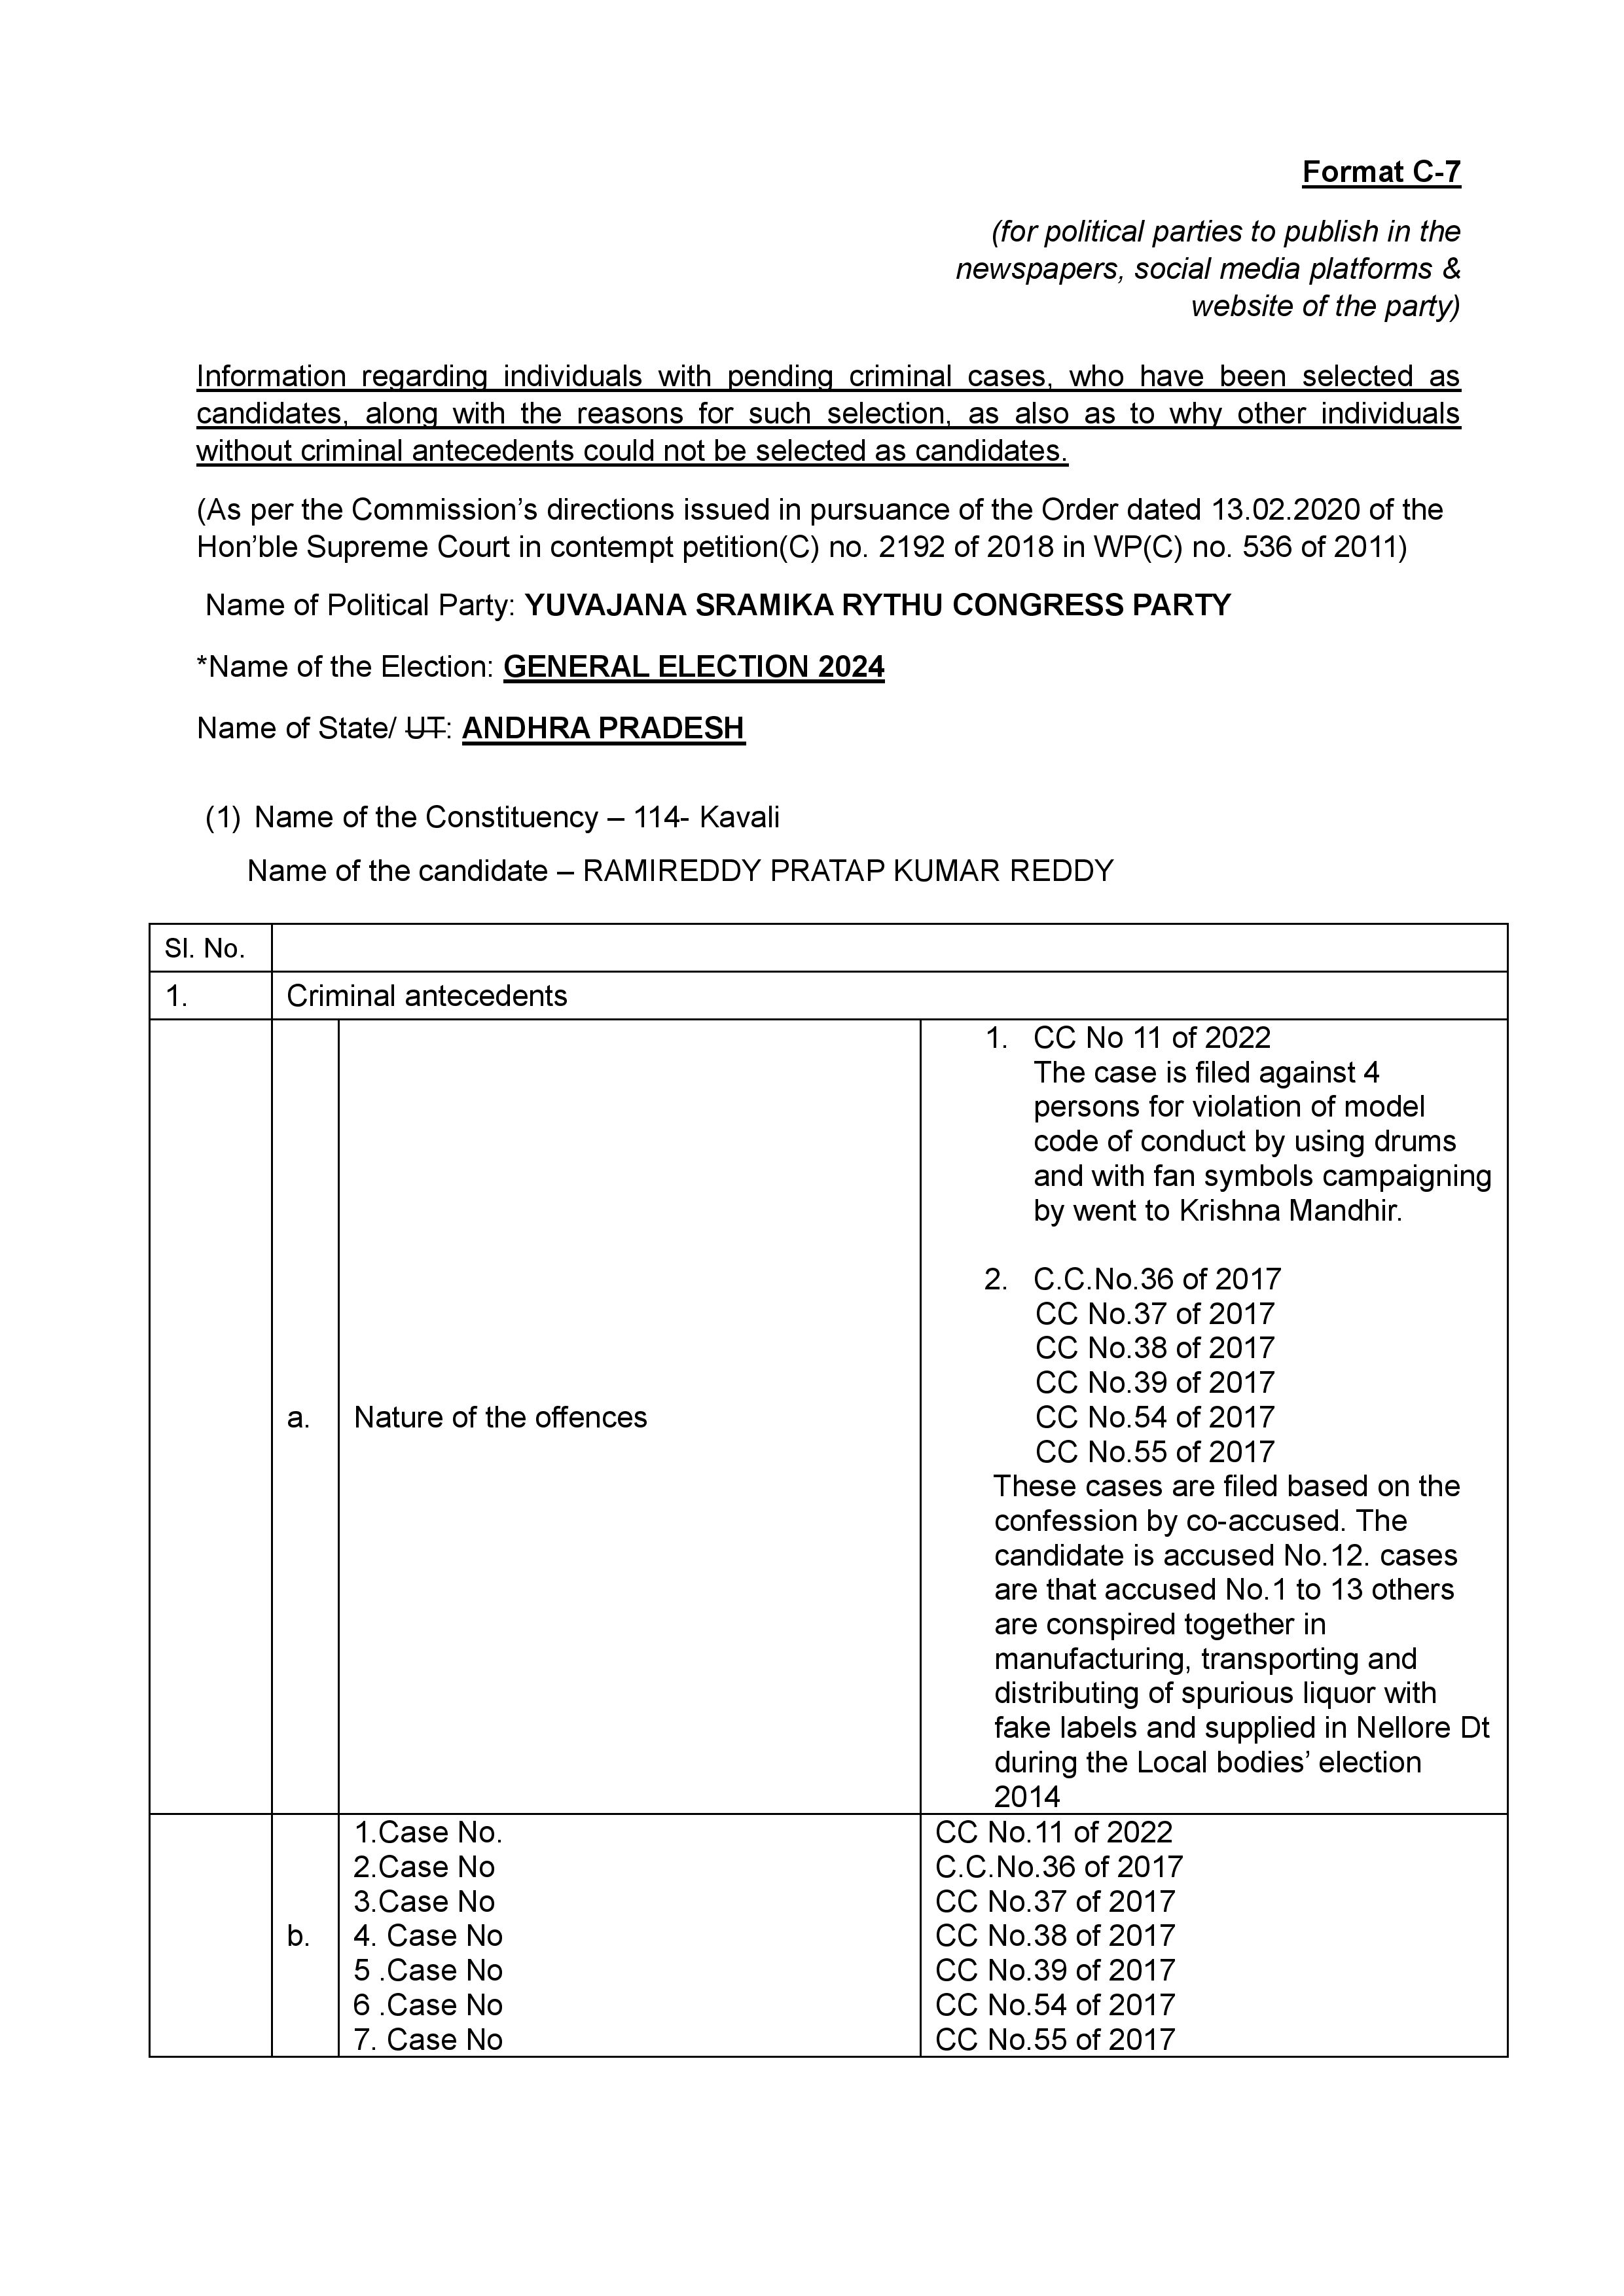 Format C-7
(for political parties to publish in the
newspapers, social media platforms &
website of the party)
Information regarding individuals with pending criminal cases, who have been selected as
candidates, along with the reasons for such selection, as also as to why other individuals
without criminal antecedents could not be selected as candidates.
(As per the Commission’s directions issued in pursuance of the Order dated 13.02.2020 of the
Hon’ble Supreme Court in contempt petition(C) no. 2192 of 2018 in WP(C) no. 536 of 2011)
Name of Political Party: YUVAJANA SRAMIKA RYTHU CONGRESS PARTY
*Name of the Election: GENERAL ELECTION 2024
Name of State/ UT: ANDHRA PRADESH
(1) Name of the Constituency – 114- Kavali
Name of the candidate – RAMIREDDY PRATAP KUMAR REDDY
Sl. No.
1. Criminal antecedents
a. Nature of the offences
1. CC No 11 of 2022
The case is filed against 4
persons for violation of model
code of conduct by using drums
and with fan symbols campaigning
by went to Krishna Mandhir.
2. C.C.No.36 of 2017
CC No.37 of 2017
CC No.38 of 2017
CC No.39 of 2017
CC No.54 of 2017
CC No.55 of 2017
These cases are filed based on the
confession by co-accused. The
candidate is accused No.12. cases
are that accused No.1 to 13 others
are conspired together in
manufacturing, transporting and
distributing of spurious liquor with
fake labels and supplied in Nellore Dt
during the Local bodies’ election
2014
b.
1.Case No. CC No.11 of 2022
2.Case No C.C.No.36 of 2017
3.Case No CC No.37 of 2017
4. Case No CC No.38 of 2017
5 .Case No CC No.39 of 2017
6 .Case No CC No.54 of 2017
7. Case No CC No.55 of 2017